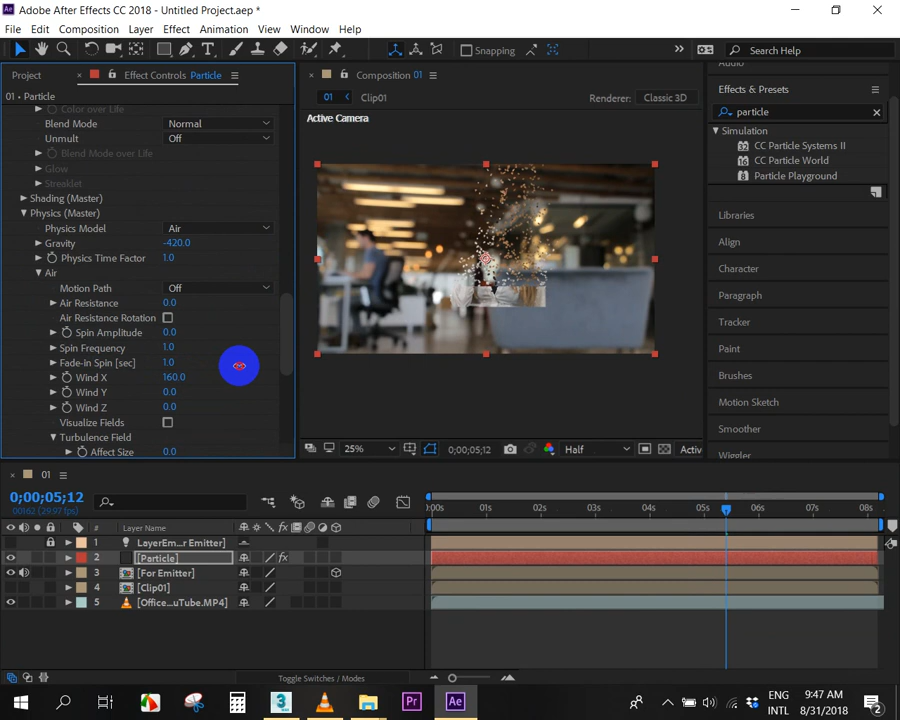 Adobe After Effects CC 2018 - Untitled Project.aep *
File Edit Composition Layer Effect Animation View Window Help
Snapping
Search Help
Project
Effect Controls Particle
01 • Particle
Color over Life
Blend Mode Normal
Unmult Off
Blend Mode over Life
Glow
Streaklet
Shading (Master)
Physics (Master)
Physics Model Air
Gravity -420.0
Physics Time Factor 1.0
Air
Motion Path Off
Air Resistance 0.0
Air Resistance Rotation
Spin Amplitude 0.0
Spin Frequency 1.0
Fade-in Spin [sec] 1.0
Wind X 160.0
Wind Y 0.0
Wind Z 0.0
Visualize Fields
Turbulence Field
Affect Size 0.0
Composition 01
01 Clip01
Renderer: Classic 3D
Active Camera
25% 0;00;05;12 Half Activ
Audio
Effects & Presets
particle
Simulation
CC Particle Systems II
CC Particle World
Particle Playground
Libraries
Align
Character
Paragraph
Tracker
Paint
Brushes
Motion Sketch
Smoother
Wiggler
01
0;00;05;12
00162 (29.97 fps)
:00s 01s 02s 03s 04s 05s 06s 07s 08s
# Layer Name
1 LayerEm...r Emitter]
2 [Particle]
3 [For Emitter]
4 [Clip01]
5 [Office...uTube.MP4]
Toggle Switches / Modes
ENG
INTL
9:47 AM
8/31/2018
2